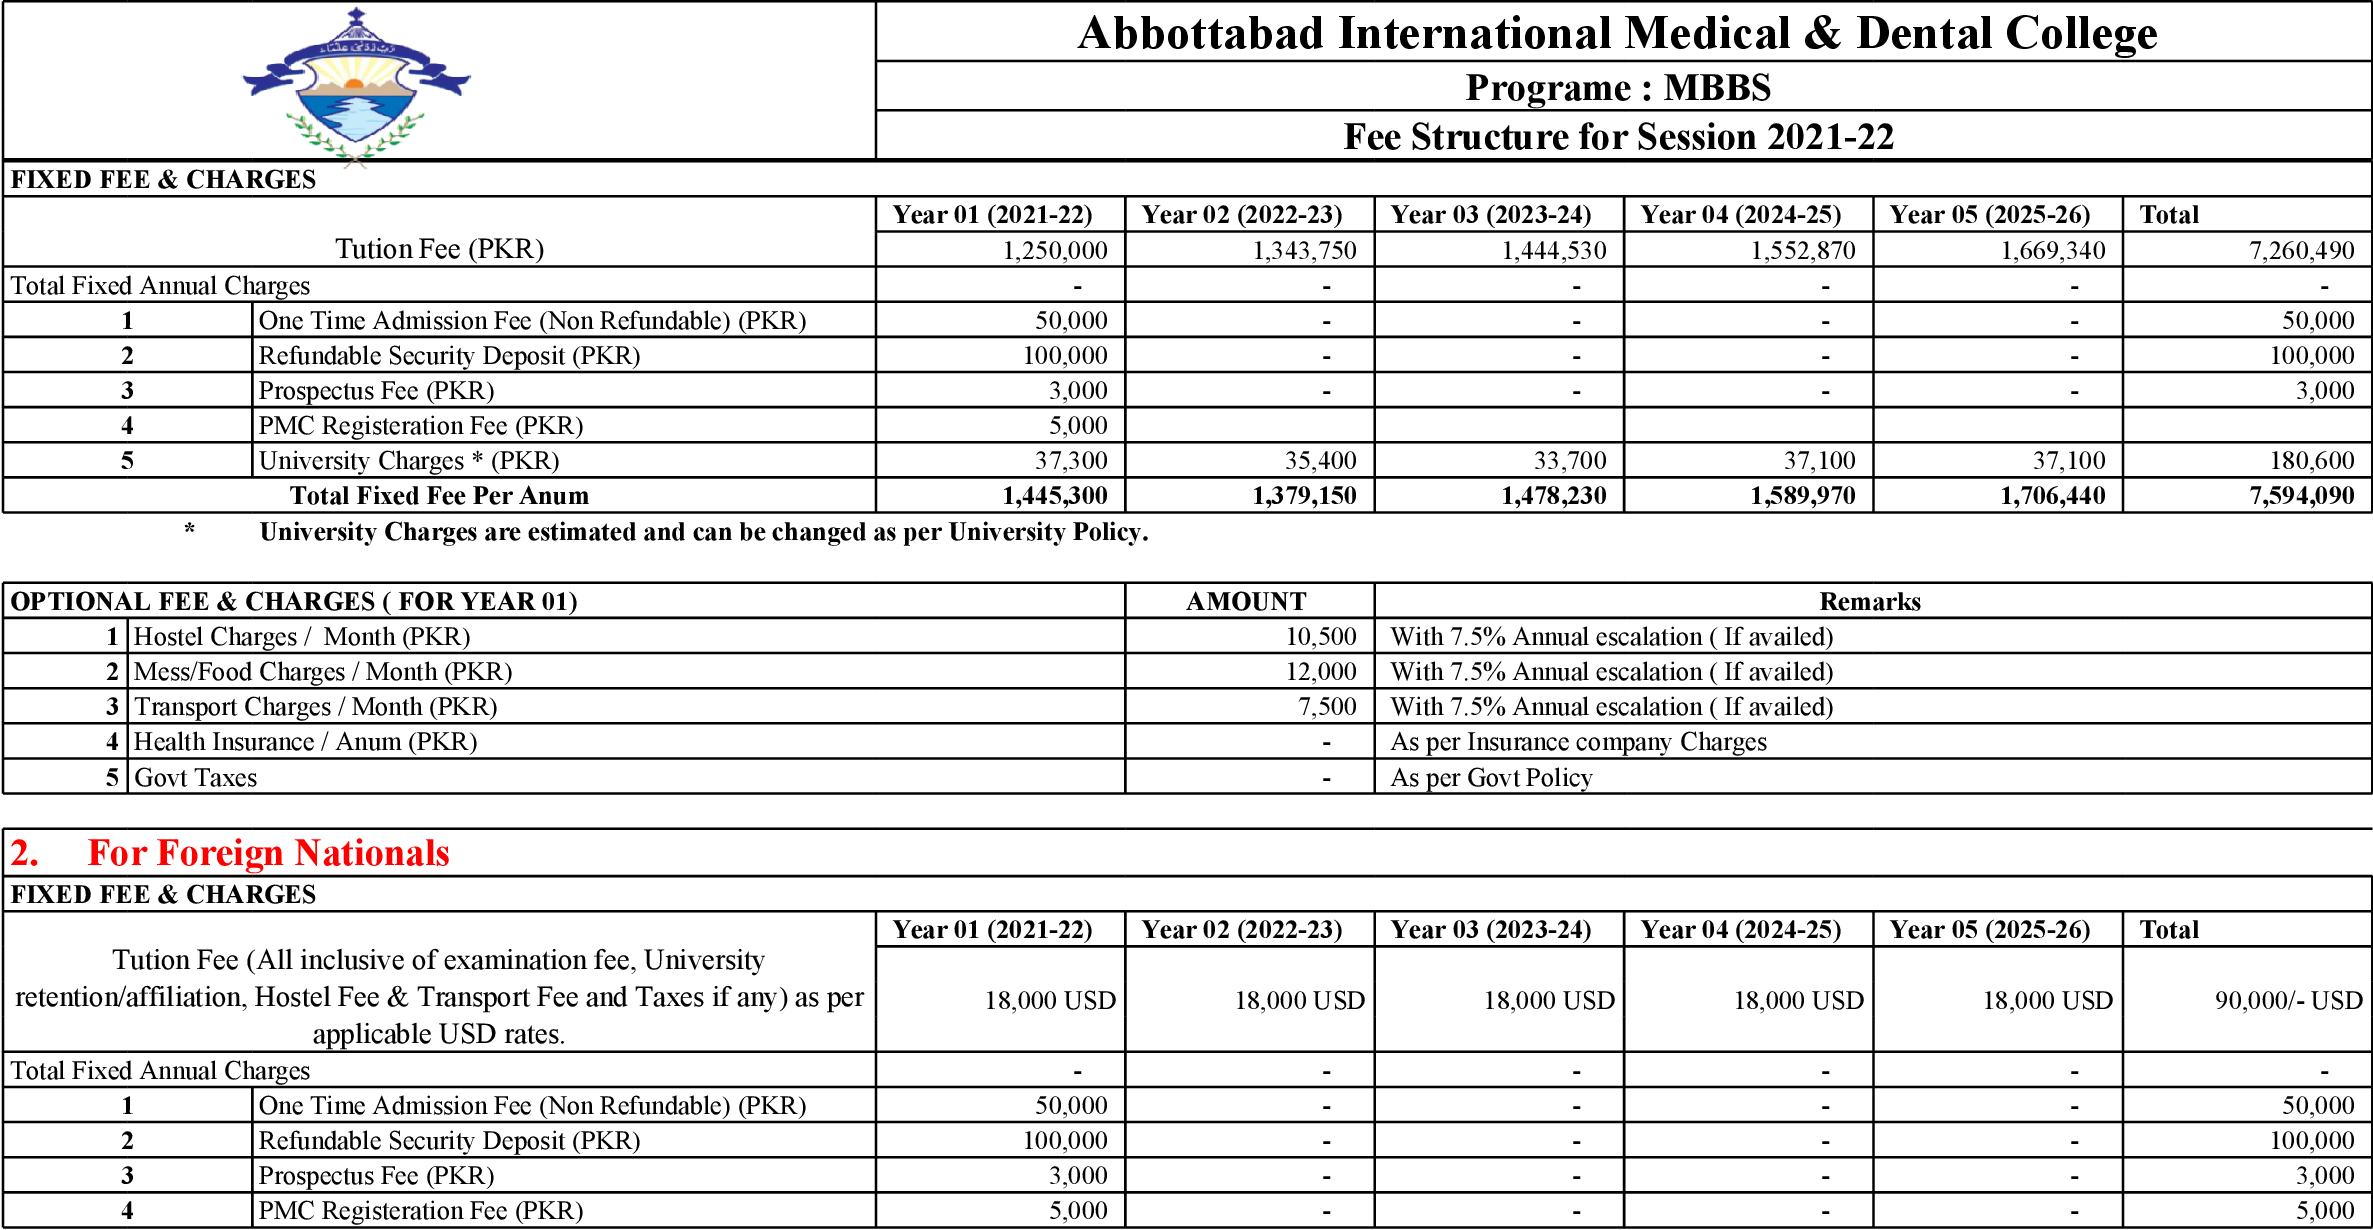 رب زدنی علماء
Abbottabad International Medical & Dental College
Programe : MBBS
Fee Structure for Session 2021-22
FIXED FEE & CHARGES
Year 01 (2021-22) Year 02 (2022-23) Year 03 (2023-24) Year 04 (2024-25) Year 05 (2025-26) Total
Tution Fee (PKR) 1,250,000 1,343,750 1,444,530 1,552,870 1,669,340 7,260,490
Total Fixed Annual Charges - - - - - -
1 One Time Admission Fee (Non Refundable) (PKR) 50,000 - - - - 50,000
2 Refundable Security Deposit (PKR) 100,000 - - - - 100,000
3 Prospectus Fee (PKR) 3,000 - - - - 3,000
4 PMC Registeration Fee (PKR) 5,000
5 University Charges * (PKR) 37,300 35,400 33,700 37,100 37,100 180,600
Total Fixed Fee Per Anum 1,445,300 1,379,150 1,478,230 1,589,970 1,706,440 7,594,090
* University Charges are estimated and can be changed as per University Policy.
OPTIONAL FEE & CHARGES ( FOR YEAR 01) AMOUNT Remarks
1 Hostel Charges / Month (PKR) 10,500 With 7.5% Annual escalation ( If availed)
2 Mess/Food Charges / Month (PKR) 12,000 With 7.5% Annual escalation ( If availed)
3 Transport Charges / Month (PKR) 7,500 With 7.5% Annual escalation ( If availed)
4 Health Insurance / Anum (PKR) - As per Insurance company Charges
5 Govt Taxes - As per Govt Policy
2. For Foreign Nationals
FIXED FEE & CHARGES
Year 01 (2021-22) Year 02 (2022-23) Year 03 (2023-24) Year 04 (2024-25) Year 05 (2025-26) Total
Tution Fee (All inclusive of examination fee, University
retention/affiliation, Hostel Fee & Transport Fee and Taxes if any) as per 18,000 USD 18,000 USD 18,000 USD 18,000 USD 18,000 USD 90,000/- USD
applicable USD rates.
Total Fixed Annual Charges - - - - - -
1 One Time Admission Fee (Non Refundable) (PKR) 50,000 - - - - 50,000
2 Refundable Security Deposit (PKR) 100,000 - - - - 100,000
3 Prospectus Fee (PKR) 3,000 - - - - 3,000
4 PMC Registeration Fee (PKR) 5,000 - - - - 5,000